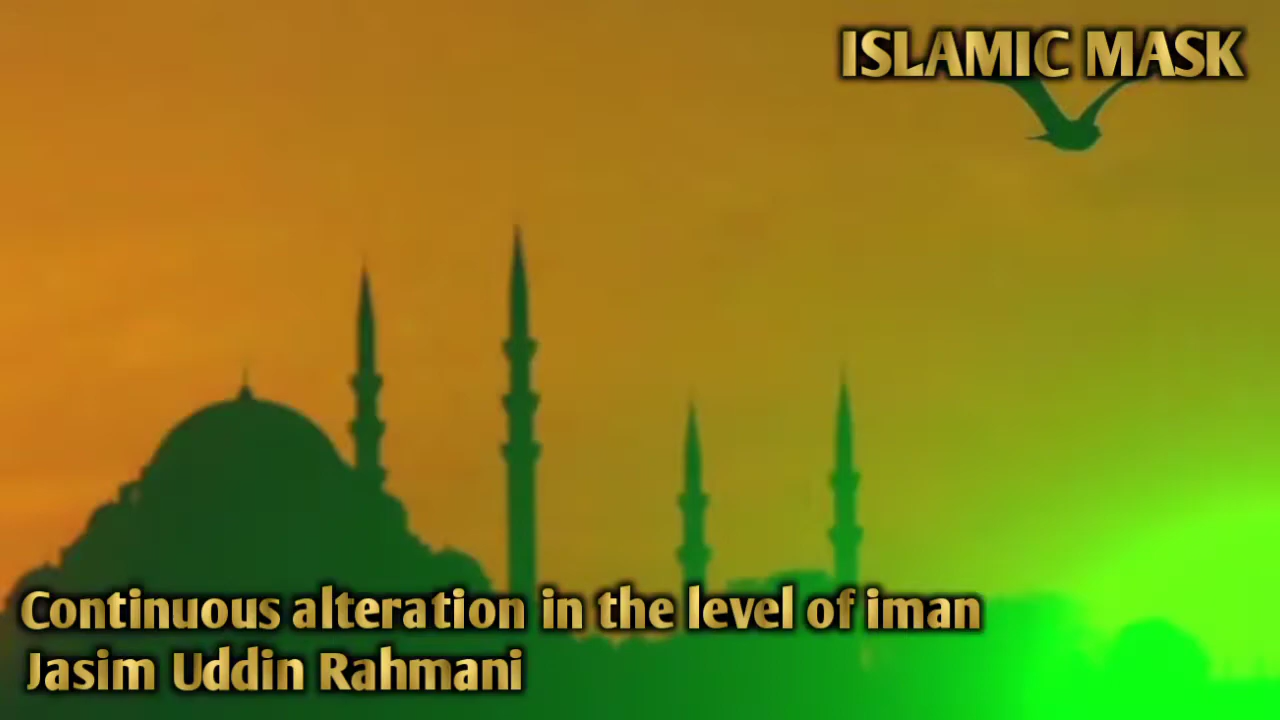 ISLAMIC MASK
Continuous alteration in the level of iman
Jasim Uddin Rahmani